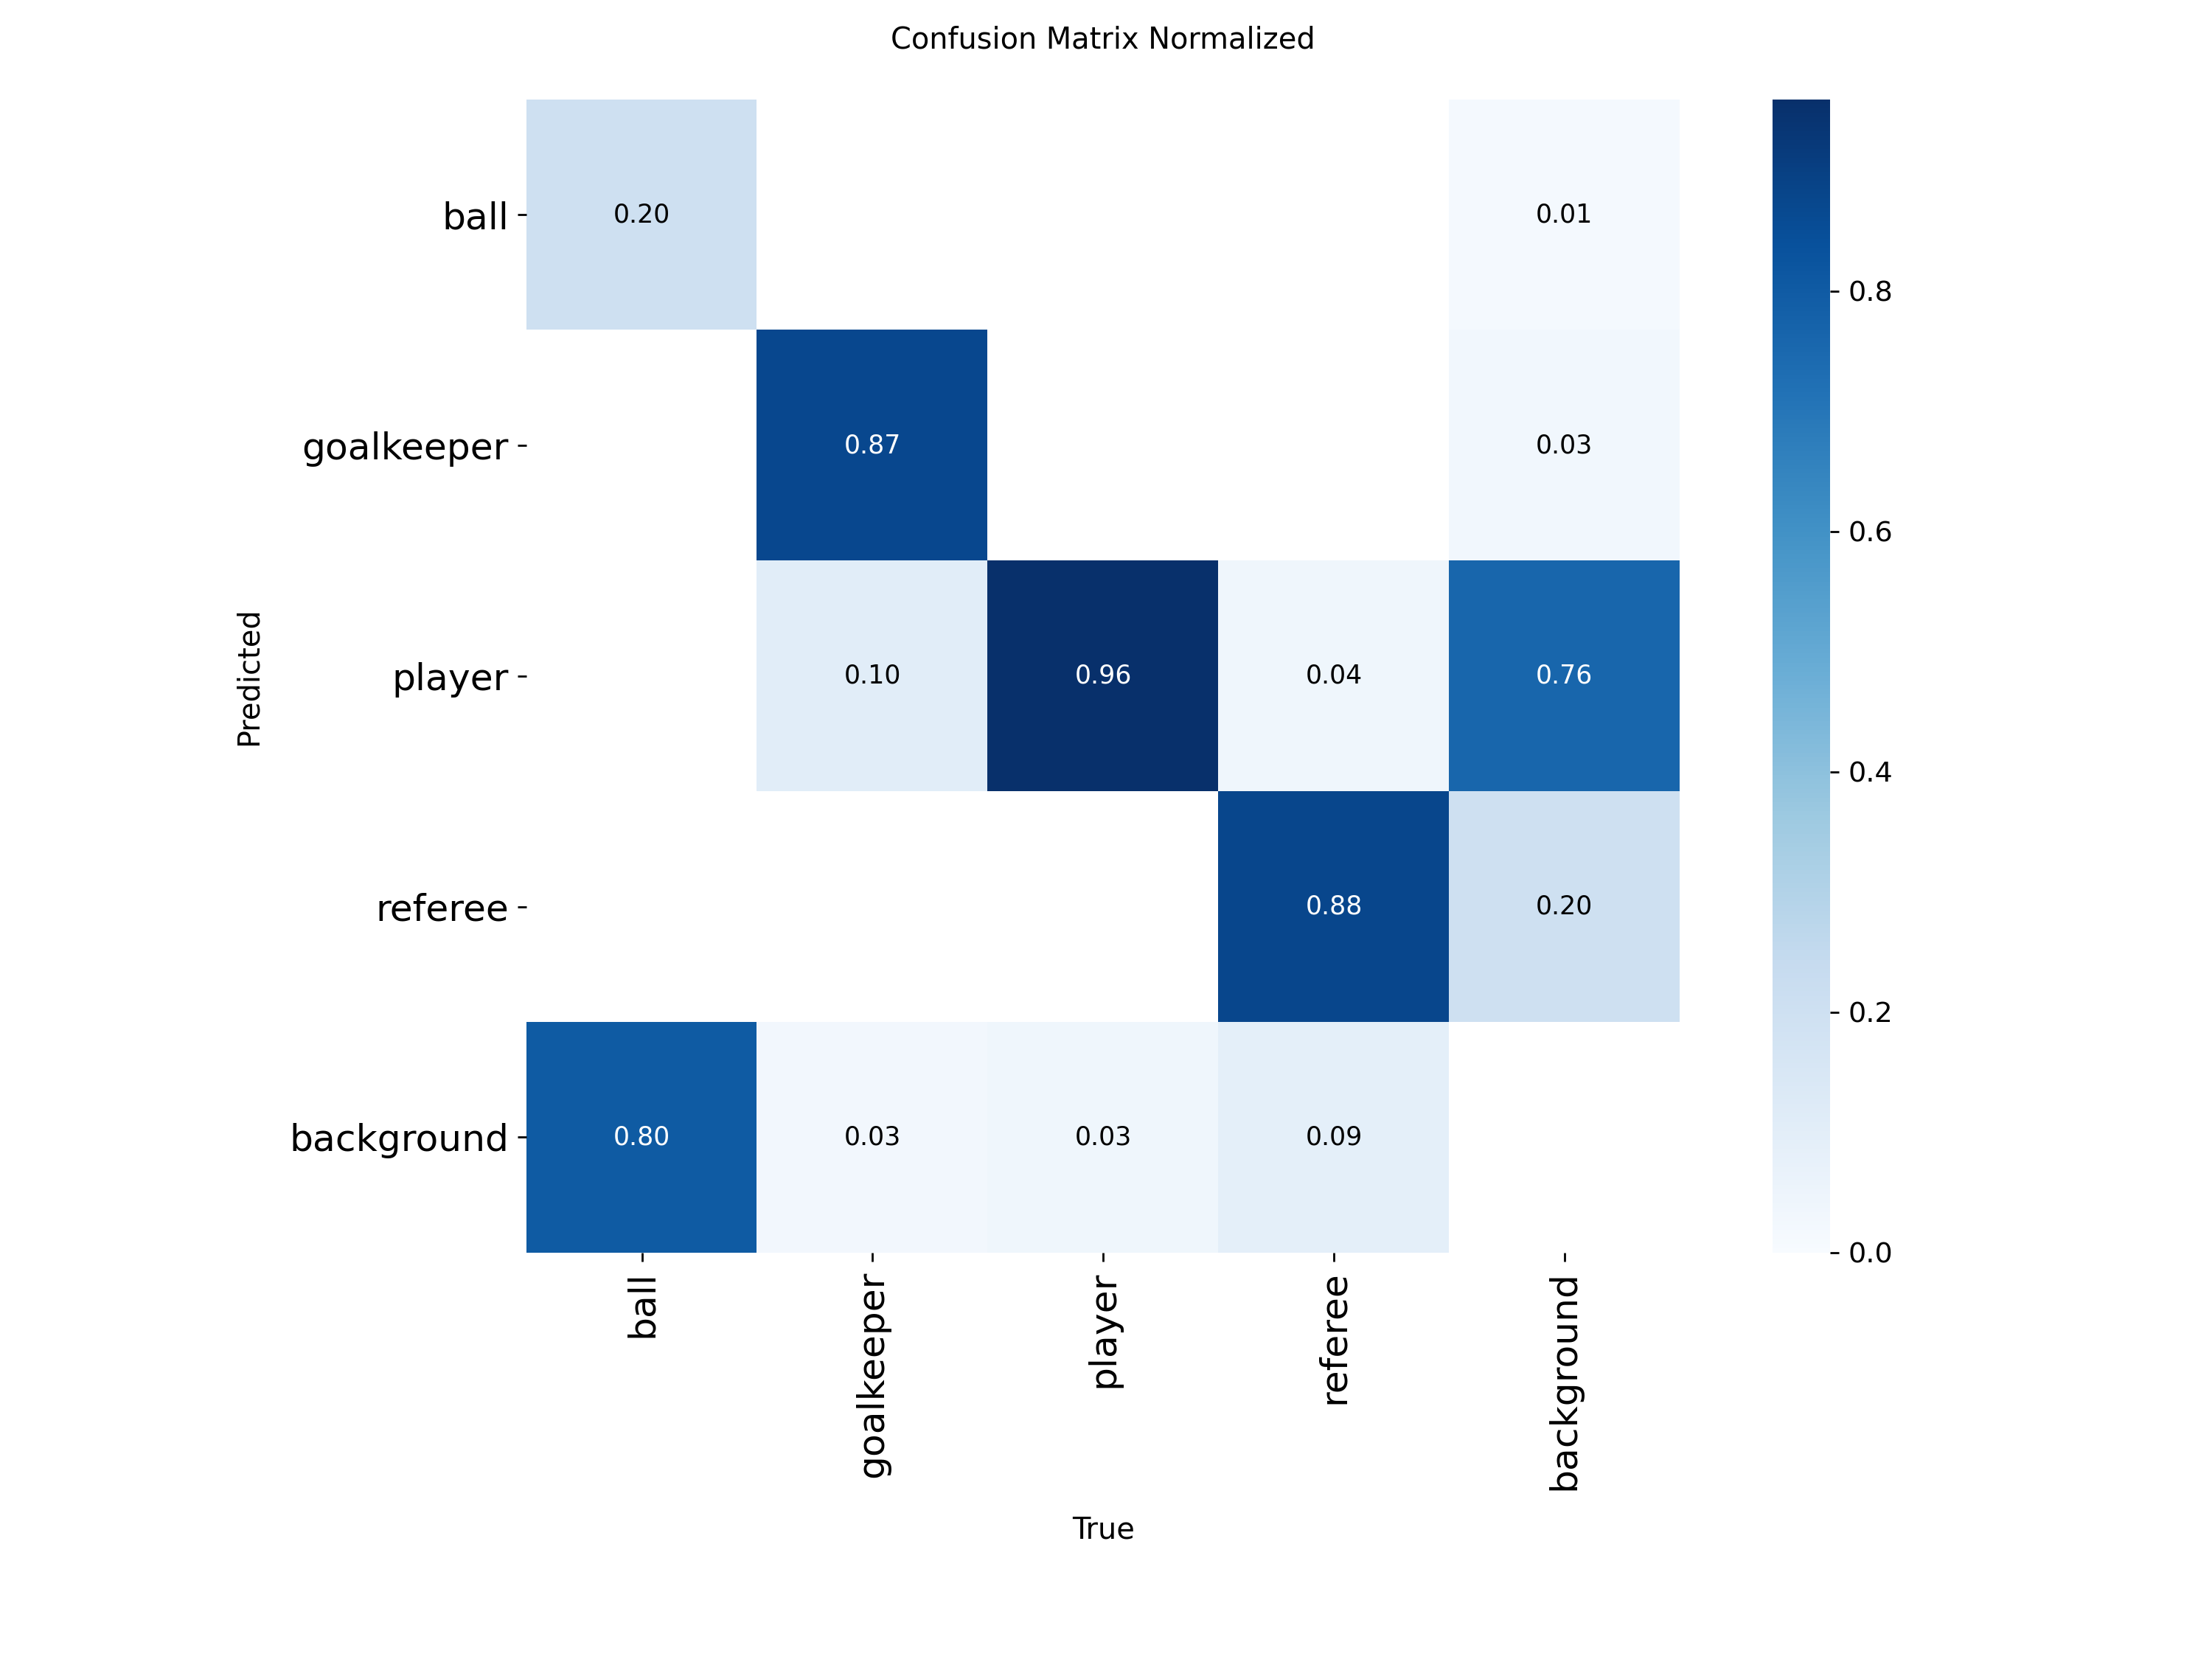 Confusion Matrix Normalized
ball
0.20
0.01
0.8
goalkeeper
0.87
0.03
0.6
Predicted
player
0.10
0.96
0.04
0.76
0.4
referee
0.88
0.20
0.2
background
0.80
0.03
0.03
0.09
0.0
ball
goalkeeper
player
referee
background
True